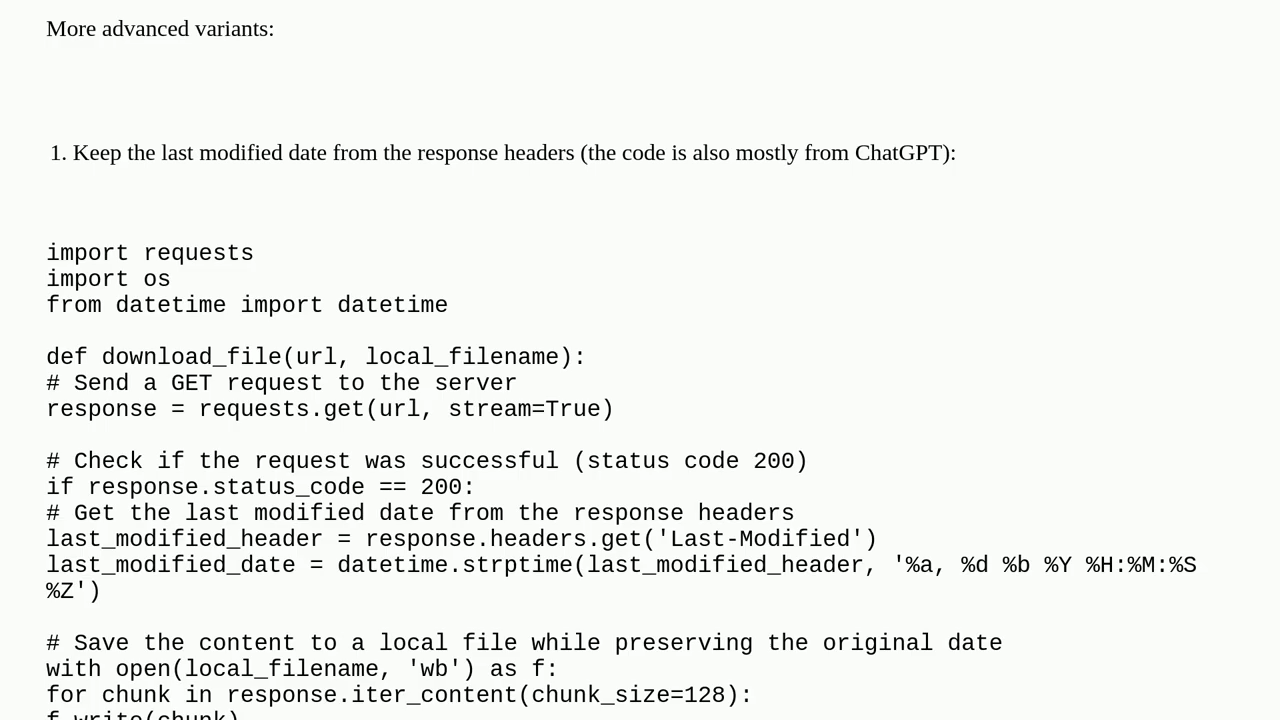 More advanced variants:
1. Keep the last modified date from the response headers (the code is also mostly from ChatGPT):
import requests
import os
from datetime import datetime
def download_file(url, local_filename):
# Send a GET request to the server
response = requests.get(url, stream=True)
# Check if the request was successful (status code 200)
if response.status_code == 200:
# Get the last modified date from the response headers
last_modified_header = response.headers.get('Last-Modified')
last_modified_date = datetime.strptime(last_modified_header, '%a, %d %b %Y %H:%M:%S
%Z')
# Save the content to a local file while preserving the original date
with open(local_filename, 'wb') as f:
for chunk in response.iter_content(chunk_size=128):
f.write(chunk)